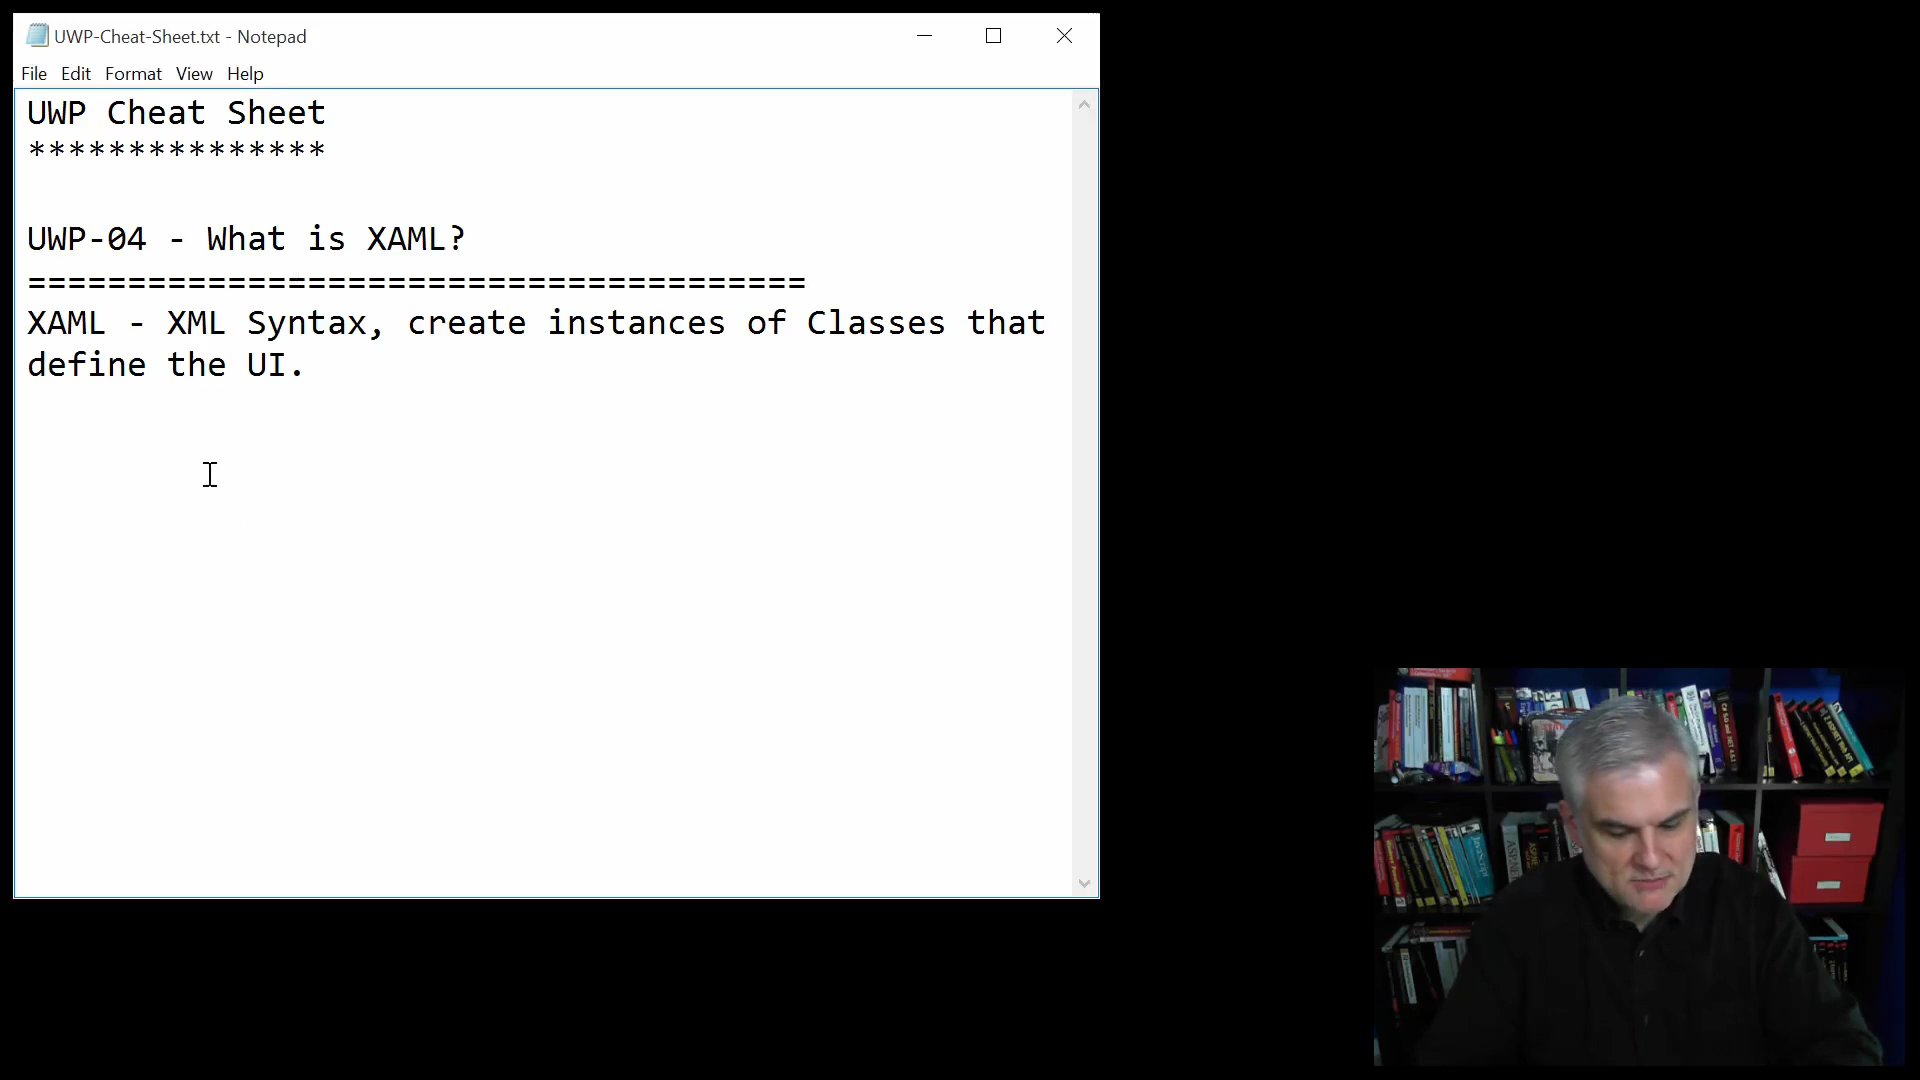 UWP-Cheat-Sheet.txt - Notepad
File Edit Format View Help
UWP Cheat Sheet
***************
UWP-04 - What is XAML?
=======================================
XAML - XML Syntax, create instances of Classes that
define the UI.